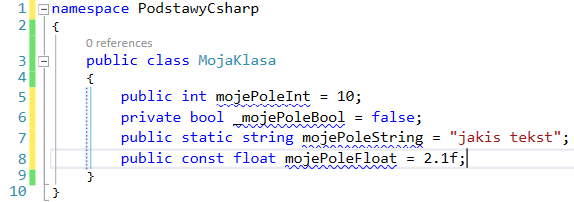 1 namespace PodstawyCsharp
2 {
0 references
3 public class MojaKlasa
4 {
5 public int mojePoleInt = 10;
6 private bool _mojePoleBool = false;
7 public static string mojePoleString = "jakis tekst";
8 public const float mojePoleFloat = 2.1f;
9 }
10 }